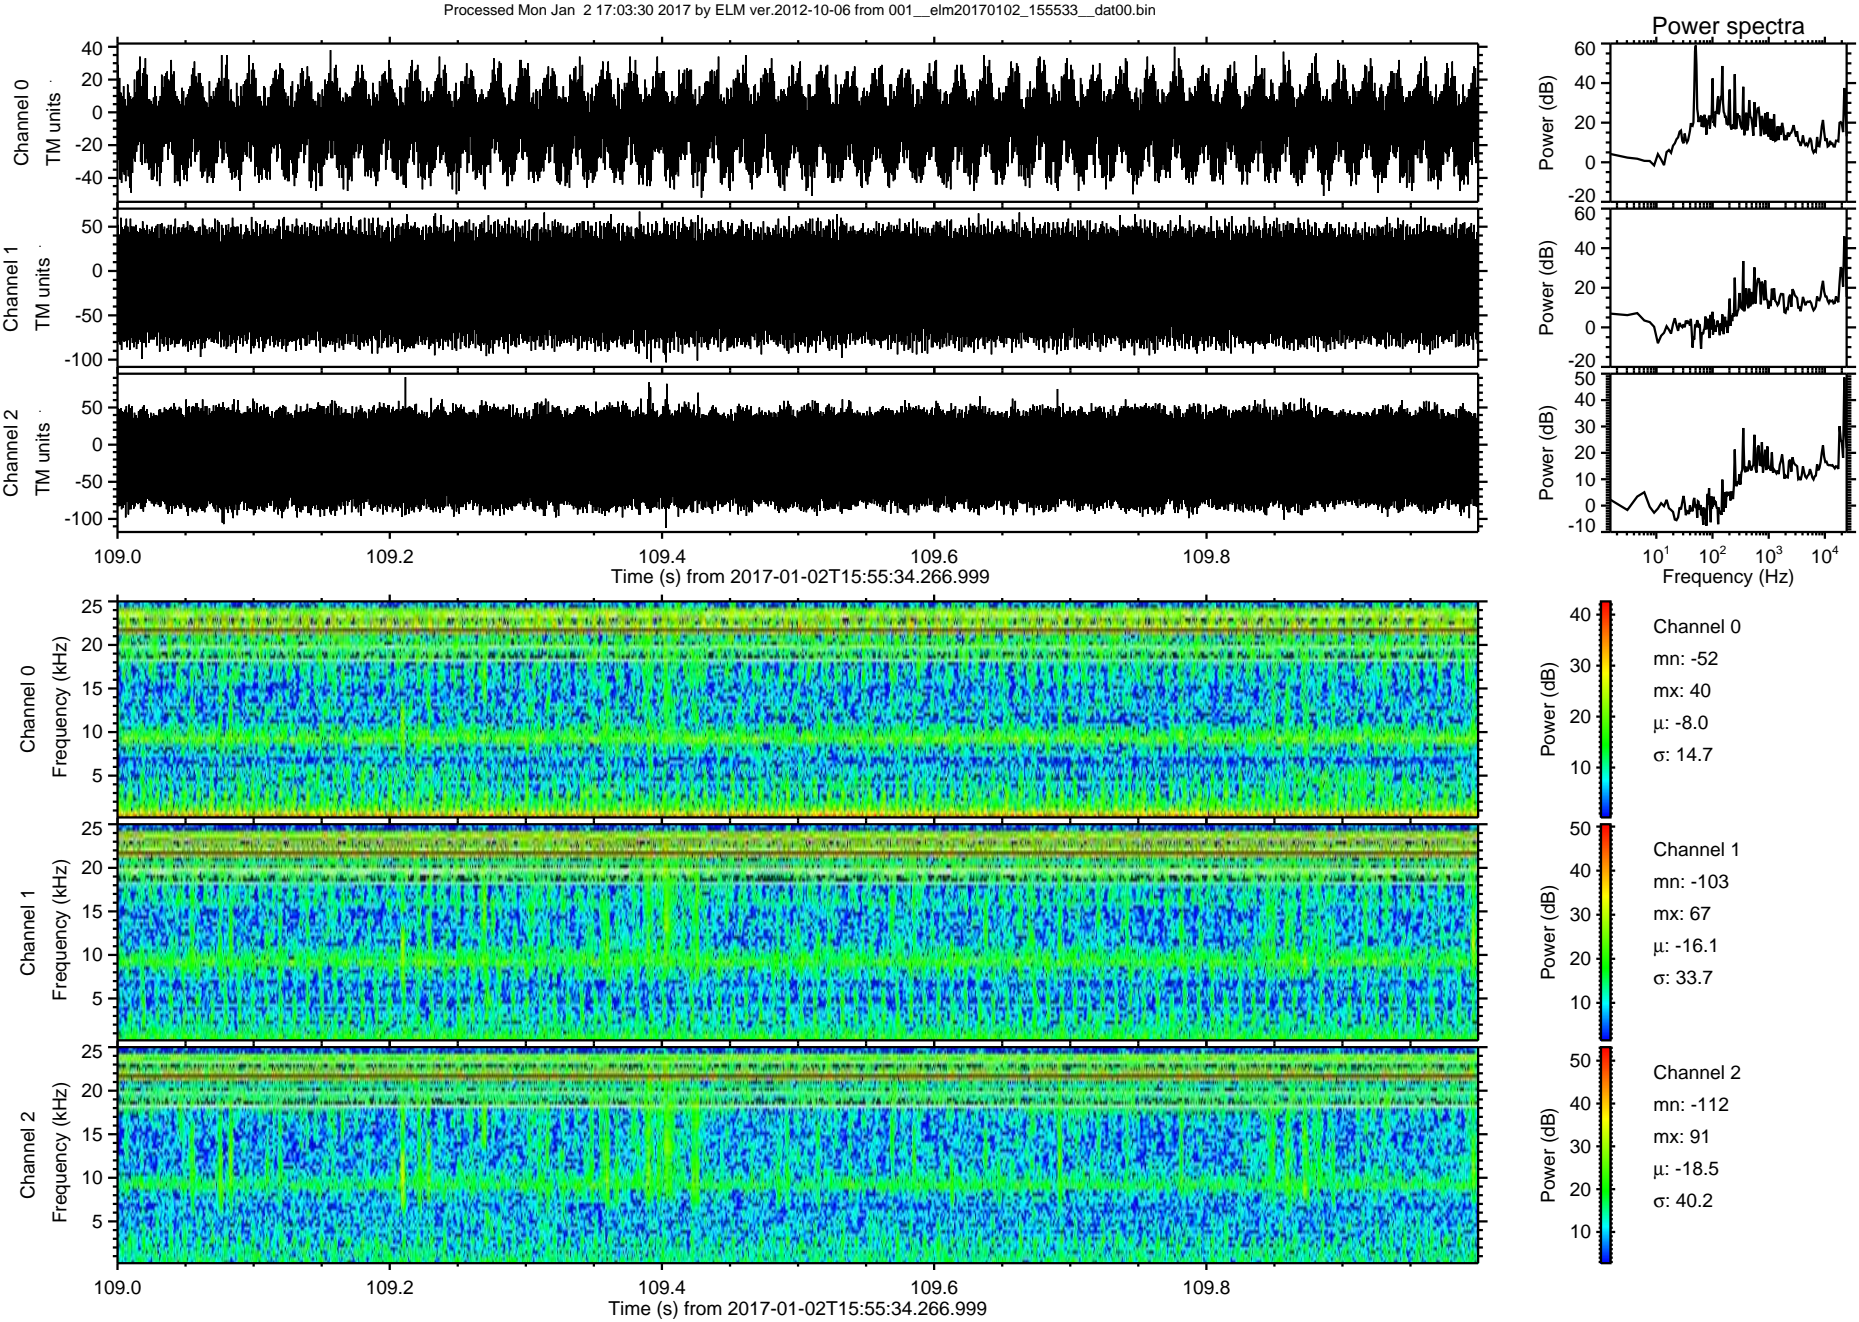 Processed Mon Jan 2 17:03:30 2017 by ELM ver.2012-10-06 from 001__elm20170102_155533__dat00.bin
Power spectra
Channel 0
TM units
40
20
0
-20
-40
Power (dB)
60
40
20
0
-20
Channel 1
TM units
50
0
-50
-100
Power (dB)
60
40
20
0
-20
Channel 2
TM units
50
0
-50
-100
Power (dB)
50
40
30
20
10
0
-10
109.0 109.2 109.4 109.6 109.8
Time (s) from 2017-01-02T15:55:34.266.999
10¹ 10² 10³ 10⁴
Frequency (Hz)
Channel 0
Frequency (kHz)
25
20
15
10
5
Power (dB)
40
30
20
10
Channel 0
mn: -52
mx: 40
μ: -8.0
σ: 14.7
Channel 1
Frequency (kHz)
25
20
15
10
5
Power (dB)
50
40
30
20
10
Channel 1
mn: -103
mx: 67
μ: -16.1
σ: 33.7
Channel 2
Frequency (kHz)
25
20
15
10
5
Power (dB)
50
40
30
20
10
Channel 2
mn: -112
mx: 91
μ: -18.5
σ: 40.2
109.0 109.2 109.4 109.6 109.8
Time (s) from 2017-01-02T15:55:34.266.999